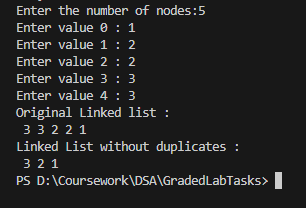 Enter the number of nodes:5
Enter value 0 : 1
Enter value 1 : 2
Enter value 2 : 2
Enter value 3 : 3
Enter value 4 : 3
Original Linked list :
 3 3 2 2 1
Linked List without duplicates :
 3 2 1
PS D:\Coursework\DSA\GradedLabTasks>